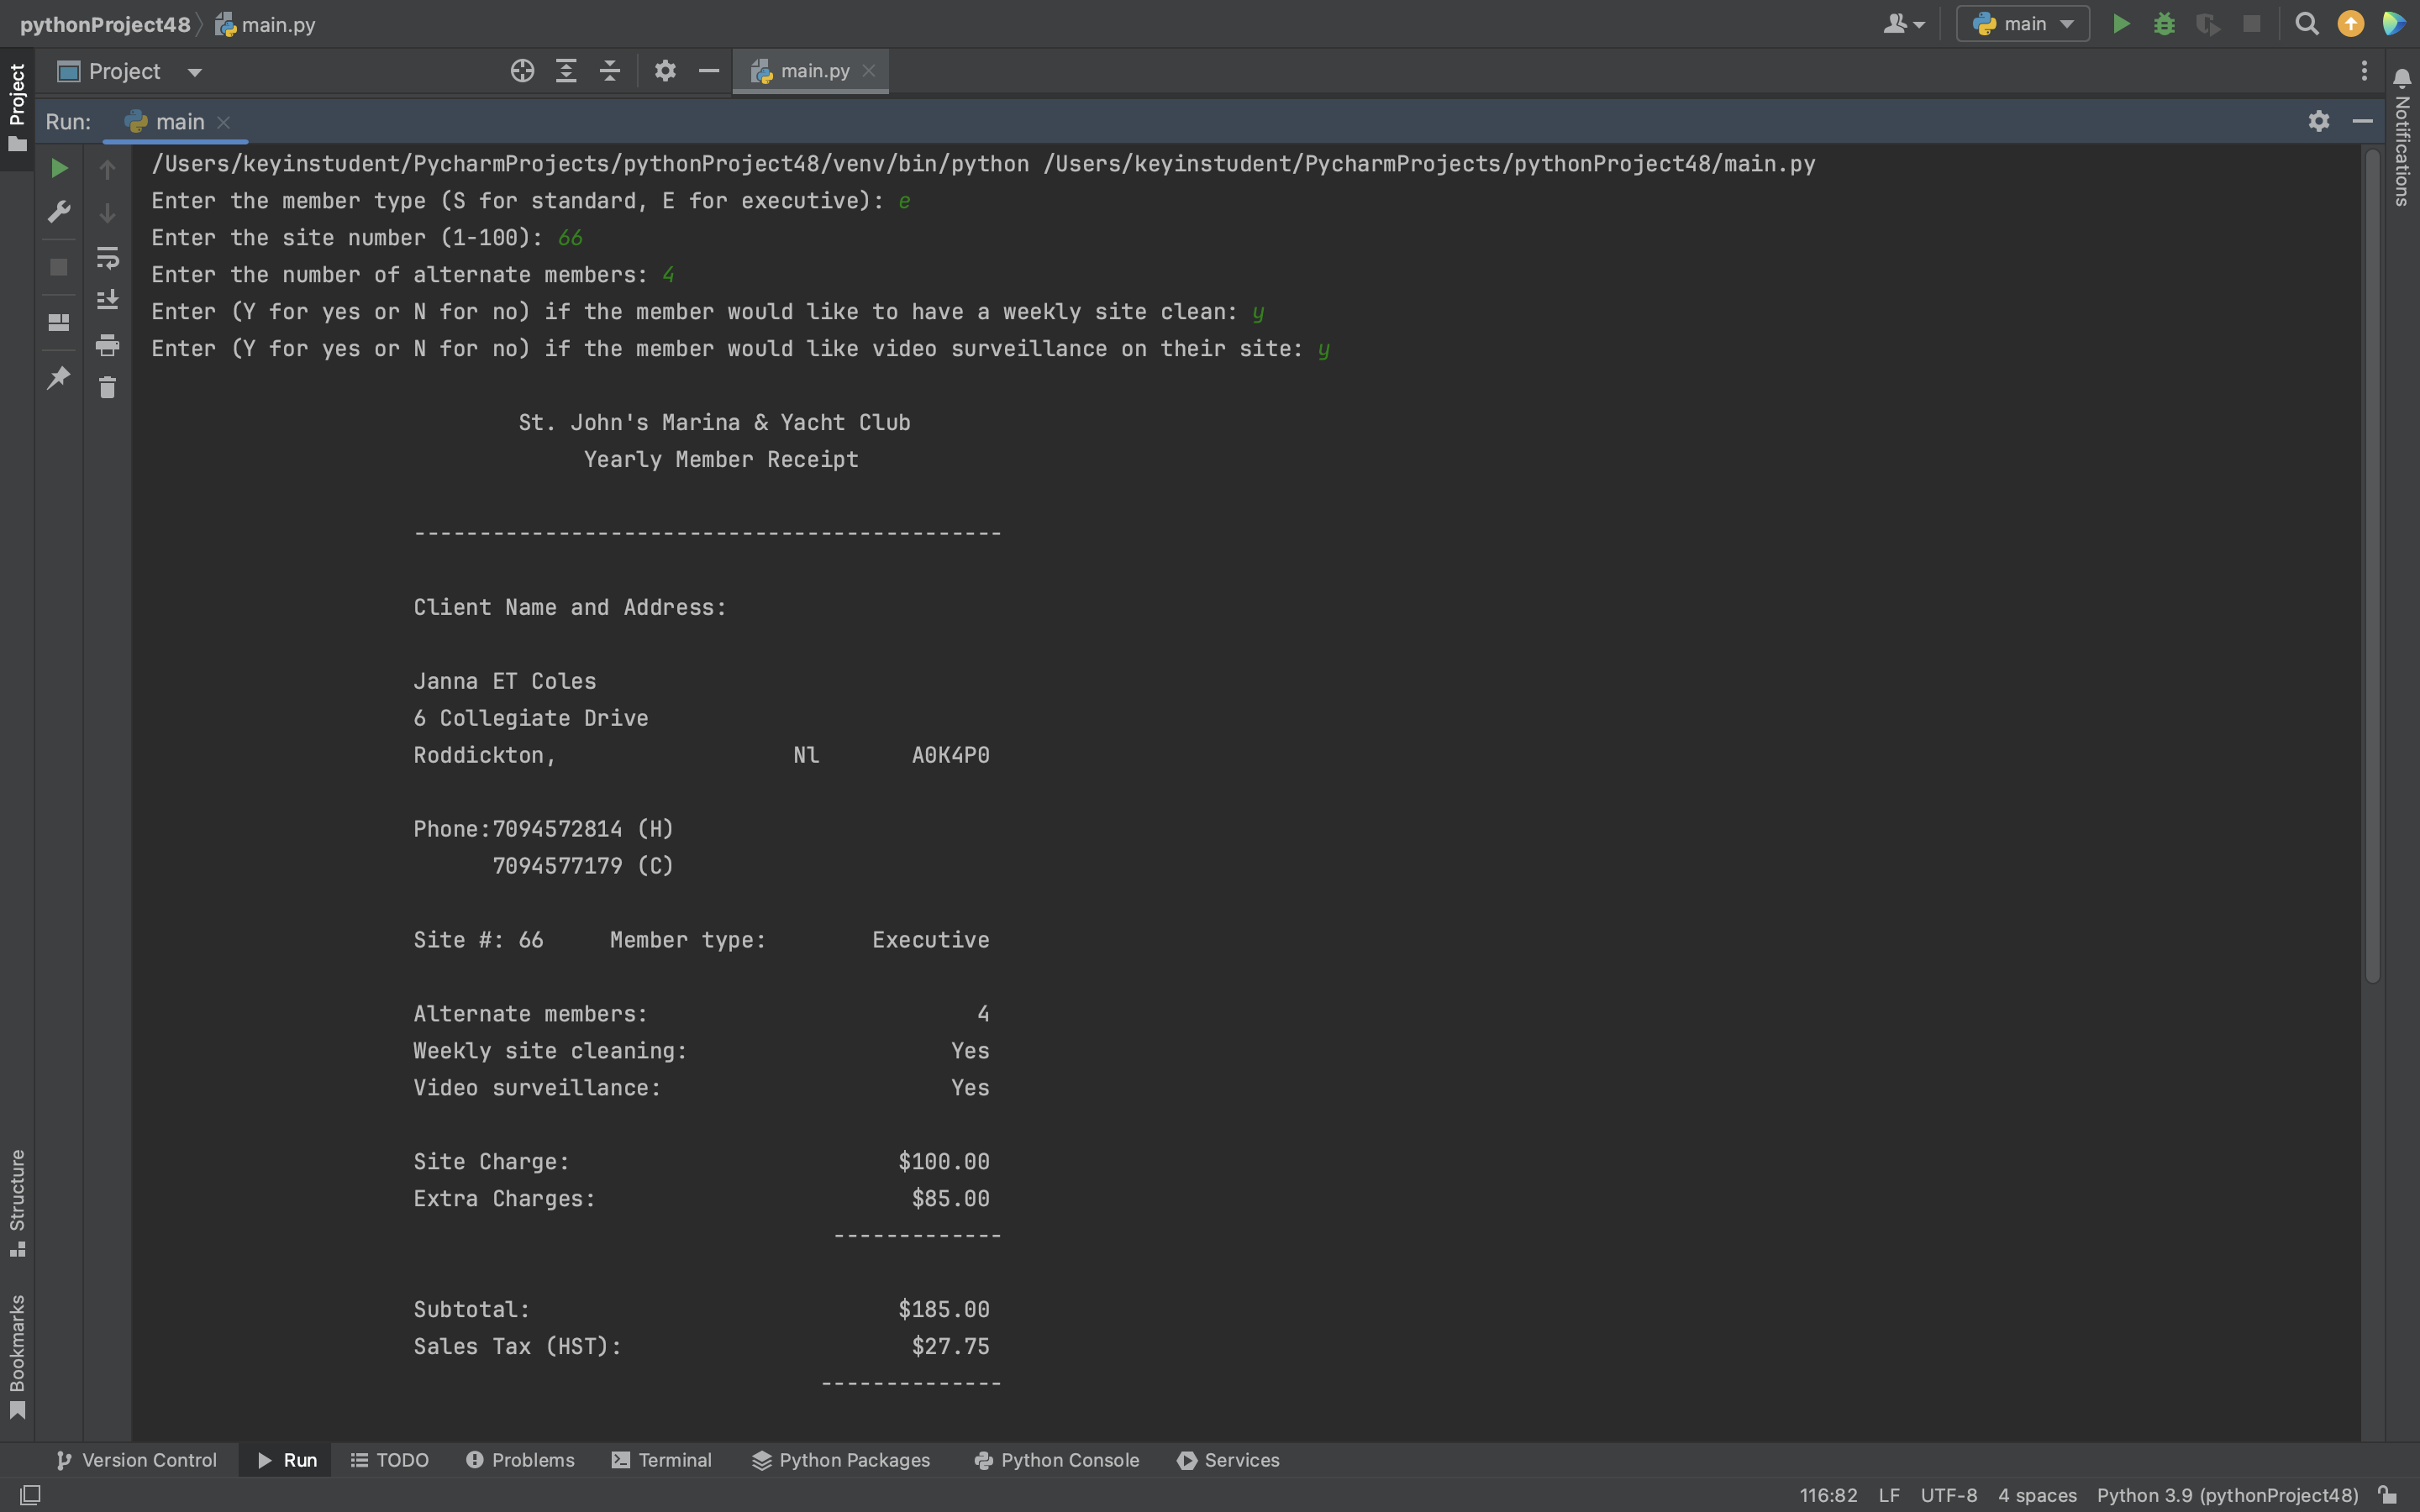 pythonProject48 main.py main
Project main.py
Run: main
/Users/keyinstudent/PycharmProjects/pythonProject48/venv/bin/python /Users/keyinstudent/PycharmProjects/pythonProject48/main.py
Enter the member type (S for standard, E for executive): e
Enter the site number (1-100): 66
Enter the number of alternate members: 4
Enter (Y for yes or N for no) if the member would like to have a weekly site clean: y
Enter (Y for yes or N for no) if the member would like video surveillance on their site: y
St. John's Marina & Yacht Club
Yearly Member Receipt
---------------------------------------------
Client Name and Address:
Janna ET Coles
6 Collegiate Drive
Roddickton, Nl A0K4P0
Phone:7094572814 (H)
7094577179 (C)
Site #: 66 Member type: Executive
Alternate members: 4
Weekly site cleaning: Yes
Video surveillance: Yes
Site Charge: $100.00
Extra Charges: $85.00
-------------
Subtotal: $185.00
Sales Tax (HST): $27.75
--------------
Project
Structure
Bookmarks
Notifications
Version Control Run TODO Problems Terminal Python Packages Python Console Services
116:82 LF UTF-8 4 spaces Python 3.9 (pythonProject48)